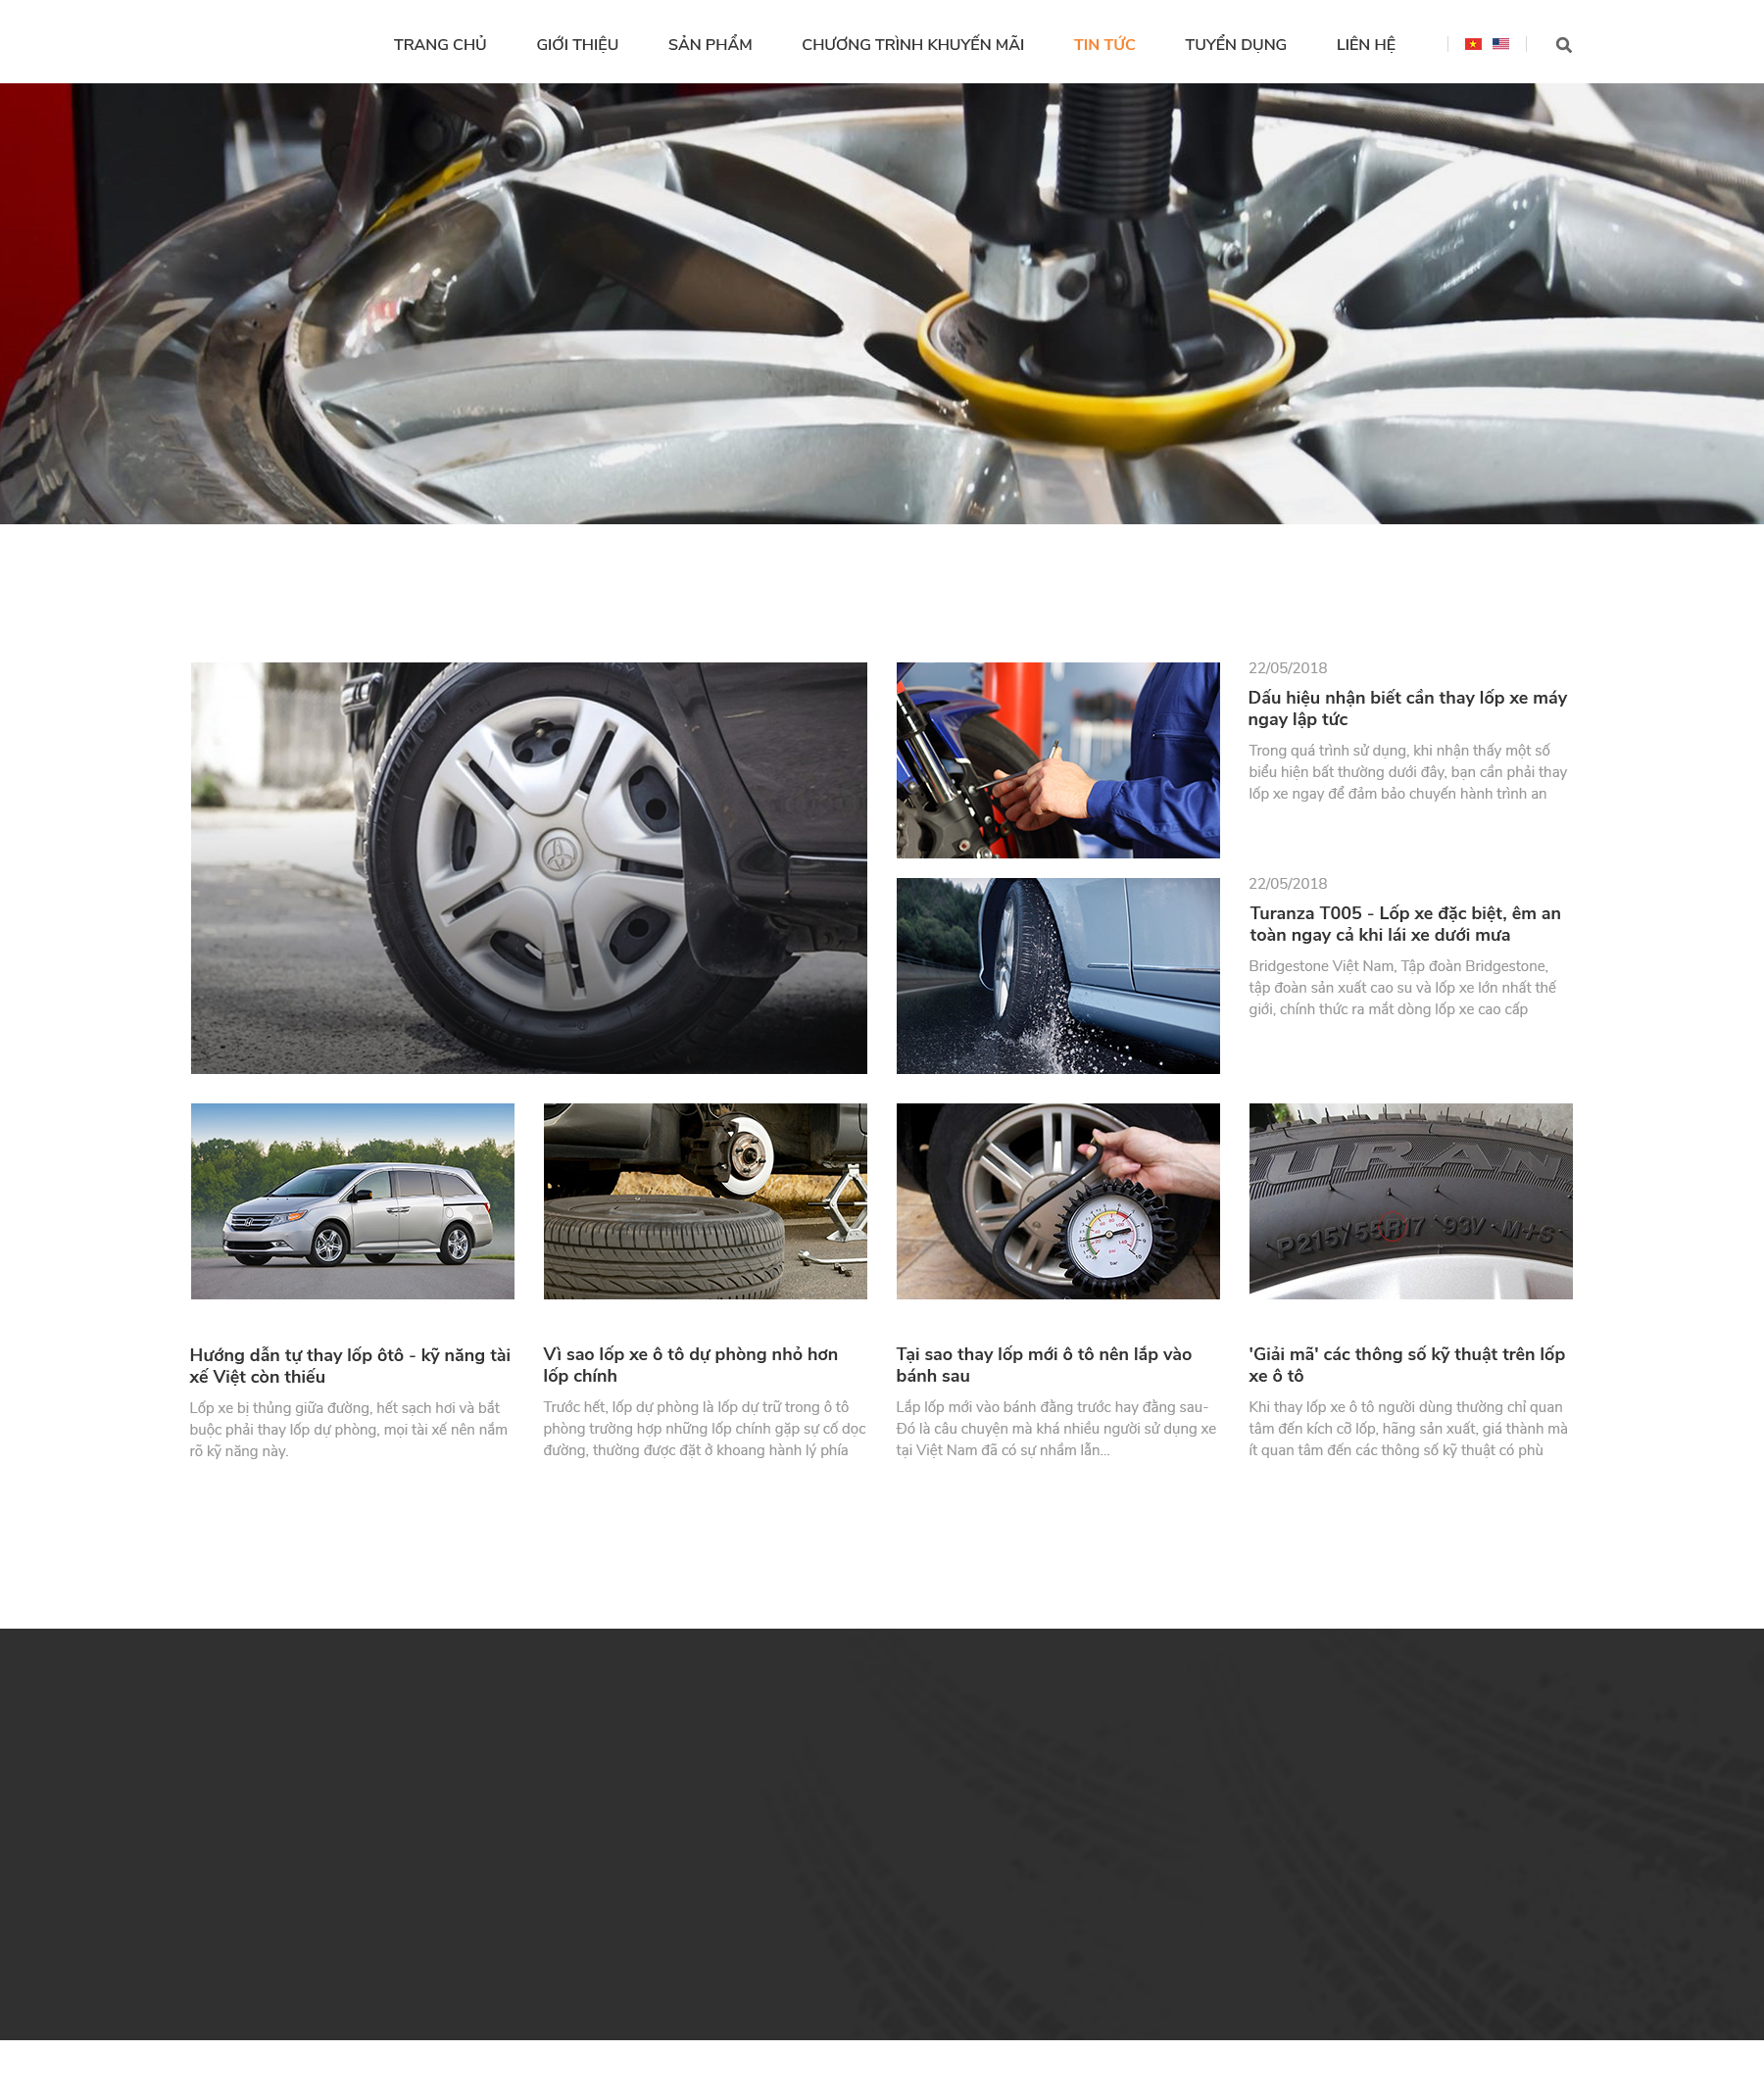 TRANG CHỦ GIỚI THIỆU SẢN PHẨM CHƯƠNG TRÌNH KHUYẾN MÃI TIN TỨC TUYỂN DỤNG LIÊN HỆ
22/05/2018
Dấu hiệu nhận biết cần thay lốp xe máy
ngay lập tức
Trong quá trình sử dụng, khi nhận thấy một số
biểu hiện bất thường dưới đây, bạn cần phải thay
lốp xe ngay để đảm bảo chuyến hành trình an
22/05/2018
Turanza T005 - Lốp xe đặc biệt, êm an
toàn ngay cả khi lái xe dưới mưa
Bridgestone Việt Nam, Tập đoàn Bridgestone,
tập đoàn sản xuất cao su và lốp xe lớn nhất thế
giới, chính thức ra mắt dòng lốp xe cao cấp
TURAN
P215/55R17 93V M+S
bar
Hướng dẫn tự thay lốp ôtô - kỹ năng tài
xế Việt còn thiếu
Lốp xe bị thủng giữa đường, hết sạch hơi và bắt
buộc phải thay lốp dự phòng, mọi tài xế nên nắm
rõ kỹ năng này.
Vì sao lốp xe ô tô dự phòng nhỏ hơn
lốp chính
Trước hết, lốp dự phòng là lốp dự trữ trong ô tô
phòng trường hợp những lốp chính gặp sự cố dọc
đường, thường được đặt ở khoang hành lý phía
Tại sao thay lốp mới ô tô nên lắp vào
bánh sau
Lắp lốp mới vào bánh đằng trước hay đằng sau-
Đó là câu chuyện mà khá nhiều người sử dụng xe
tại Việt Nam đã có sự nhầm lẫn...
'Giải mã' các thông số kỹ thuật trên lốp
xe ô tô
Khi thay lốp xe ô tô người dùng thường chỉ quan
tâm đến kích cỡ lốp, hãng sản xuất, giá thành mà
ít quan tâm đến các thông số kỹ thuật có phù